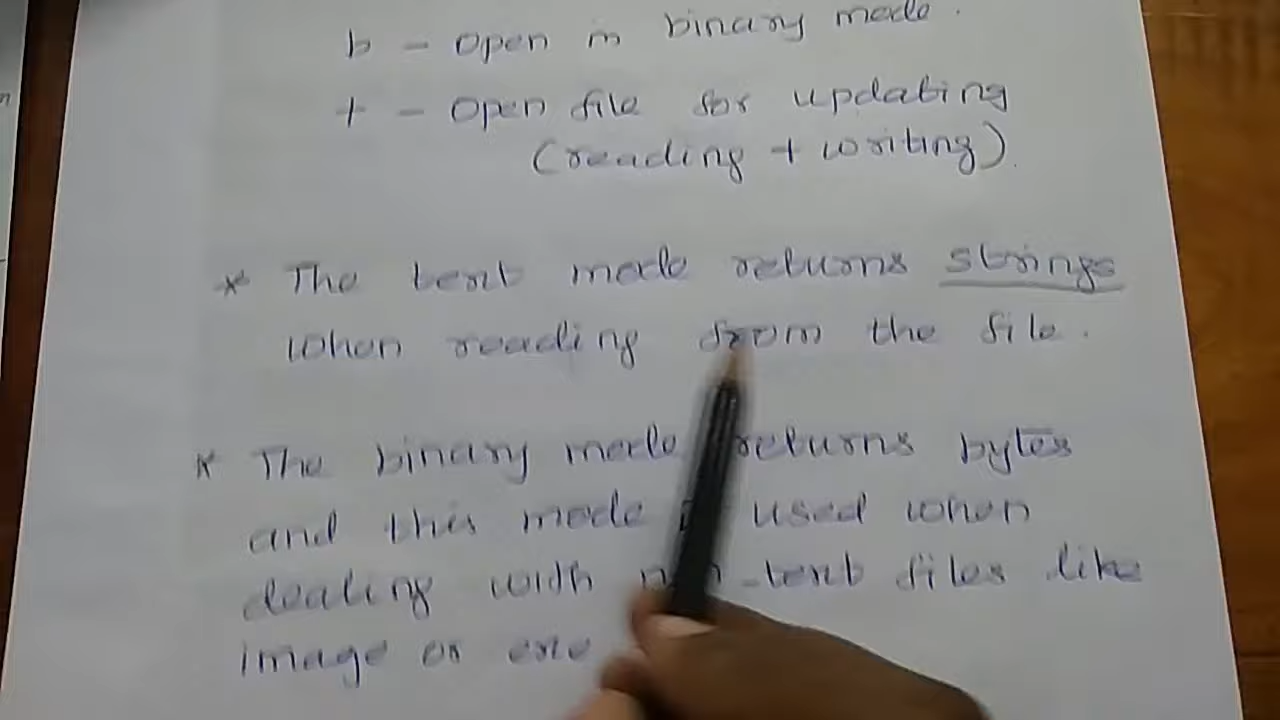 b - Open in binary mode.
+ - Open file for updating
(reading + writing).
* The text mode returns strings
when reading from the file.
* The binary mode returns bytes
and this mode used when
dealing with non-text files like
image or exe